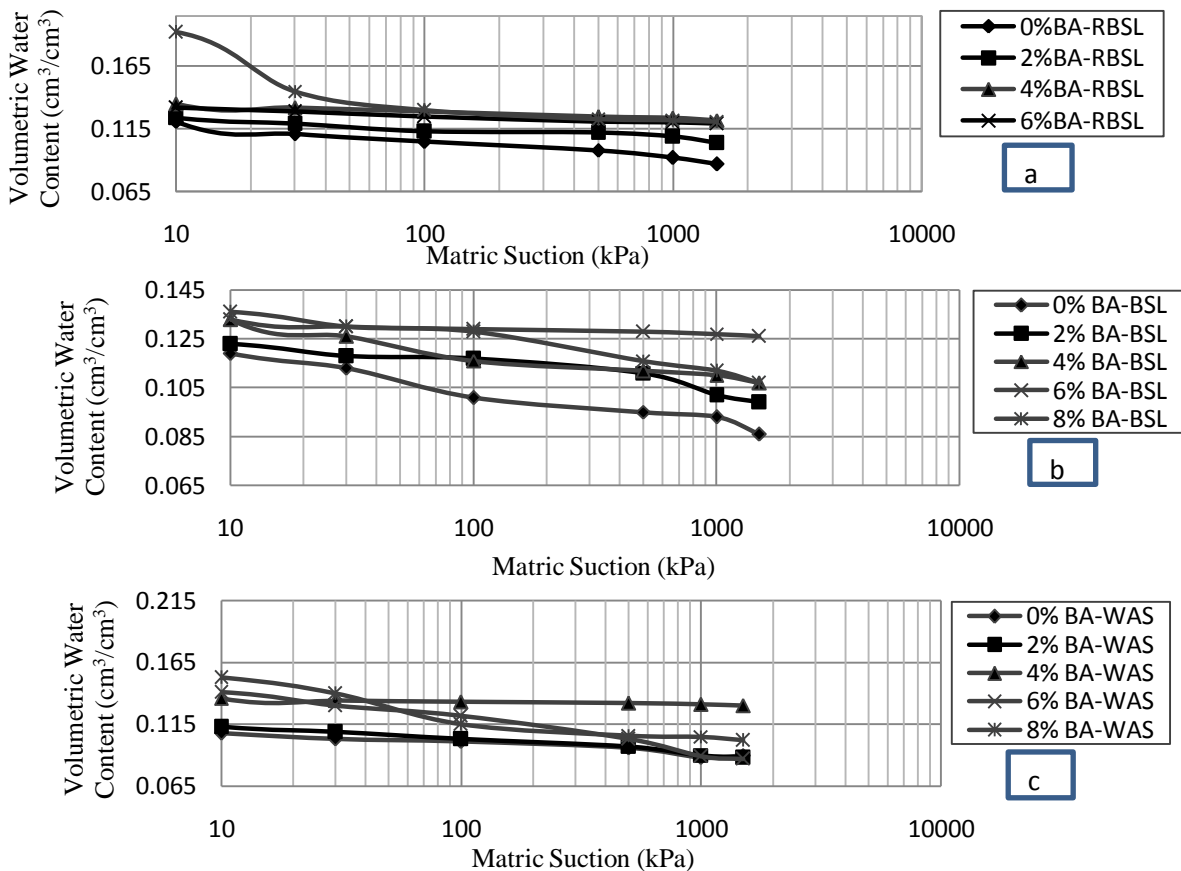 Volumetric Water
Content (cm³/cm³)
0.165
0.115
0.065
10
100
1000
10000
Matric Suction (kPa)
0%BA-RBSL
2%BA-RBSL
4%BA-RBSL
6%BA-RBSL
a
Volumetric Water
Content (cm³/cm³)
0.145
0.125
0.105
0.085
0.065
10
100
1000
10000
Matric Suction (kPa)
0% BA-BSL
2% BA-BSL
4% BA-BSL
6% BA-BSL
8% BA-BSL
b
Volumetric Water
Content (cm³/cm³)
0.215
0.165
0.115
0.065
10
100
1000
10000
Matric Suction (kPa)
0% BA-WAS
2% BA-WAS
4% BA-WAS
6% BA-WAS
8% BA-WAS
c